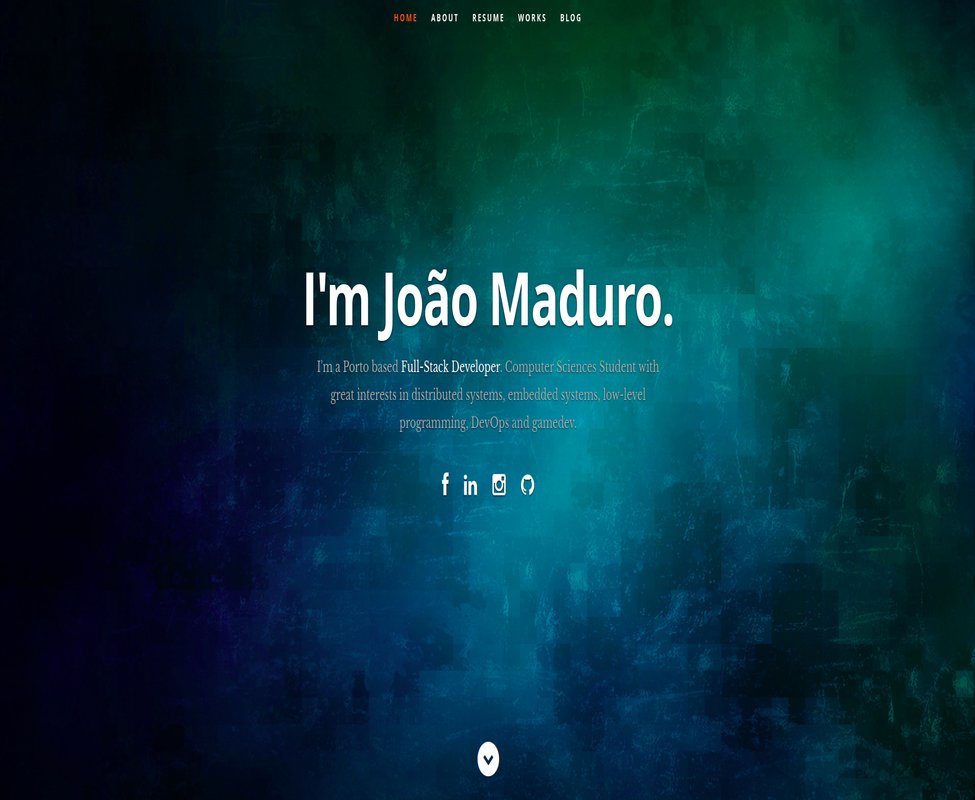 HOME ABOUT RESUME WORKS BLOG
I'm João Maduro.
I'm a Porto based Full-Stack Developer. Computer Sciences Student with
great interests in distributed systems, embedded systems, low-level
programming, DevOps and gamedev.